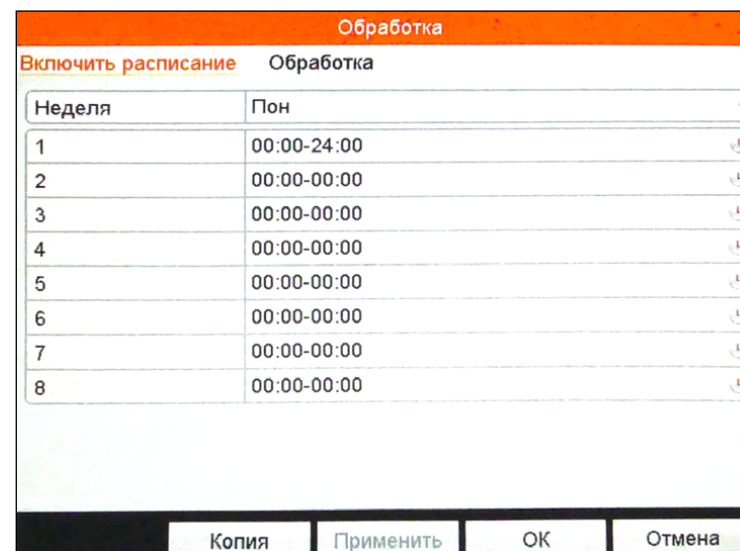 Обработка
Включить расписание Обработка
Неделя Пон
1 00:00-24:00
2 00:00-00:00
3 00:00-00:00
4 00:00-00:00
5 00:00-00:00
6 00:00-00:00
7 00:00-00:00
8 00:00-00:00
Копия Применить ОК Отмена